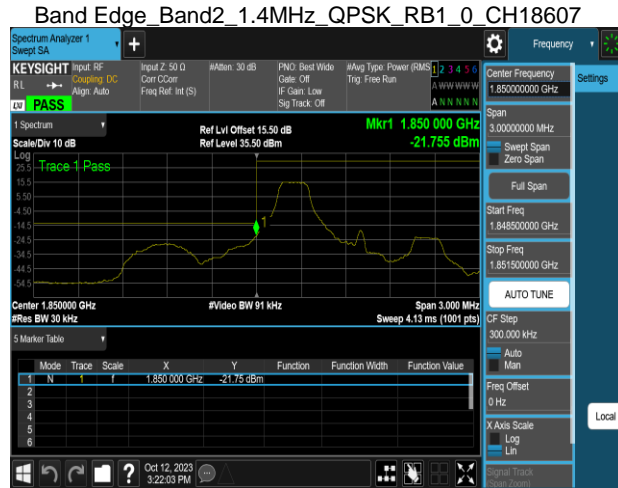 Band Edge_Band2_1.4MHz_QPSK_RB1_0_CH18607
Spectrum Analyzer 1
Swept SA
Frequency
KEYSIGHT Input: RF Input Z: 50 Ω #Atten: 30 dB PNO: Best Wide #Avg Type: Power (RMS 1 2 3 4 5 6
RL Coupling: DC Corr CCorr Gate: Off Trig: Free Run A W W W W W
Align: Auto Freq Ref: Int (S) IF Gain: Low
LXI PASS Sig Track: Off A N N N N N
1 Spectrum
Ref Lvl Offset 15.50 dB Mkr1 1.850 000 GHz
Scale/Div 10 dB Ref Level 35.50 dBm -21.755 dBm
Log
Trace 1 Pass
25.5
15.5
5.50
-4.50
-14.5
-24.5
-34.5
-44.5
-54.5
1
Center 1.850000 GHz #Video BW 91 kHz Span 3.000 MHz
#Res BW 30 kHz Sweep 4.13 ms (1001 pts)
5 Marker Table
Mode Trace Scale X Y Function Function Width Function Value
1 N 1 f 1.850 000 GHz -21.75 dBm
2
3
4
5
6
Oct 12, 2023
3:22:03 PM
Center Frequency
1.850000000 GHz
Settings
Span
3.00000000 MHz
Swept Span
Zero Span
Full Span
Start Freq
1.848500000 GHz
Stop Freq
1.851500000 GHz
AUTO TUNE
CF Step
300.000 kHz
Auto
Man
Freq Offset
0 Hz
Local
X Axis Scale
Log
Lin
Signal Track
(Span Zoom)